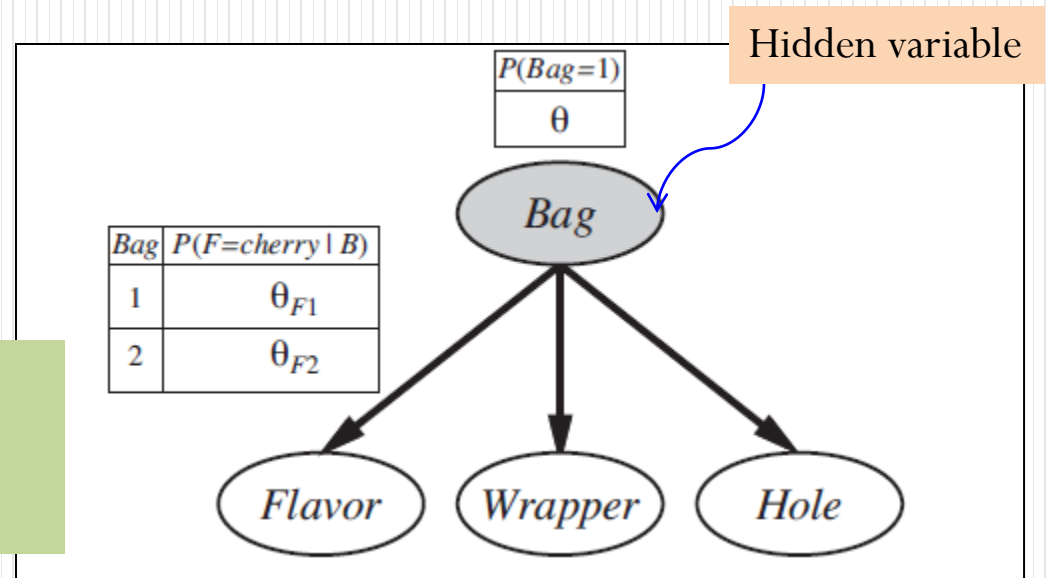 Hidden variable
P(Bag=1)
θ
Bag
Bag P(F=cherry | B)
1 θF1
2 θF2
Flavor Wrapper Hole